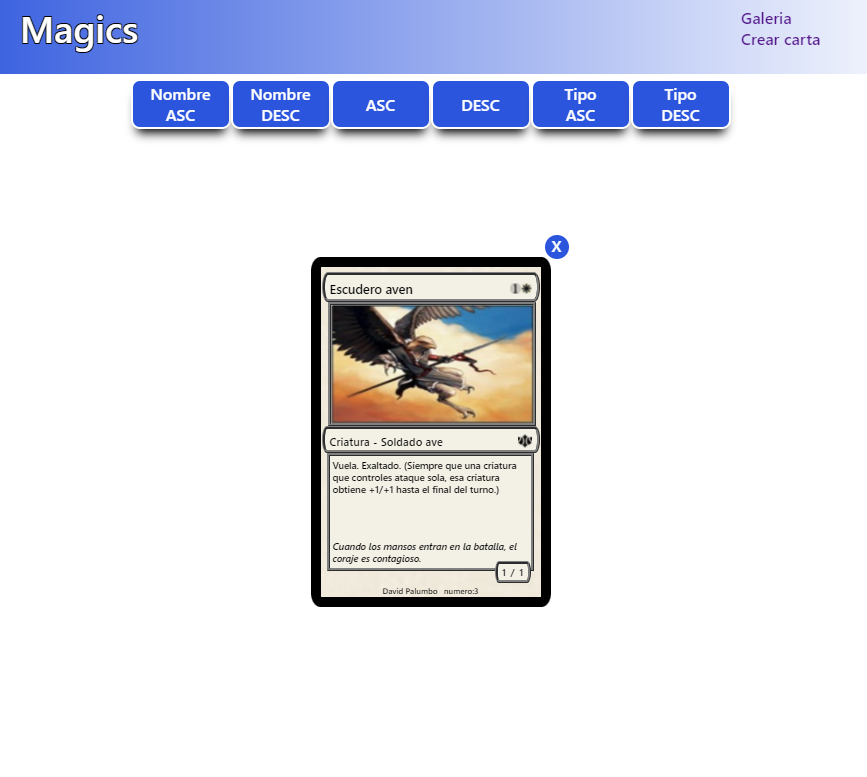 Magics
Galeria
Crear carta
Nombre
ASC
Nombre
DESC
ASC
DESC
Tipo
ASC
Tipo
DESC
X
Escudero aven
1
Criatura - Soldado ave
Vuela. Exaltado. (Siempre que una criatura
que controles ataque sola, esa criatura
obtiene +1/+1 hasta el final del turno.)
Cuando los mansos entran en la batalla, el
coraje es contagioso.
1 / 1
David Palumbo numero:3